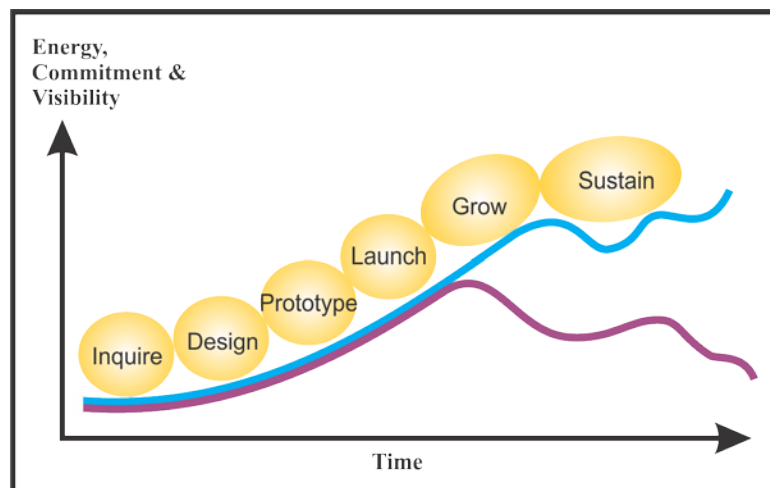 Energy,
Commitment &
Visibility
Inquire
Design
Prototype
Launch
Grow
Sustain
Time